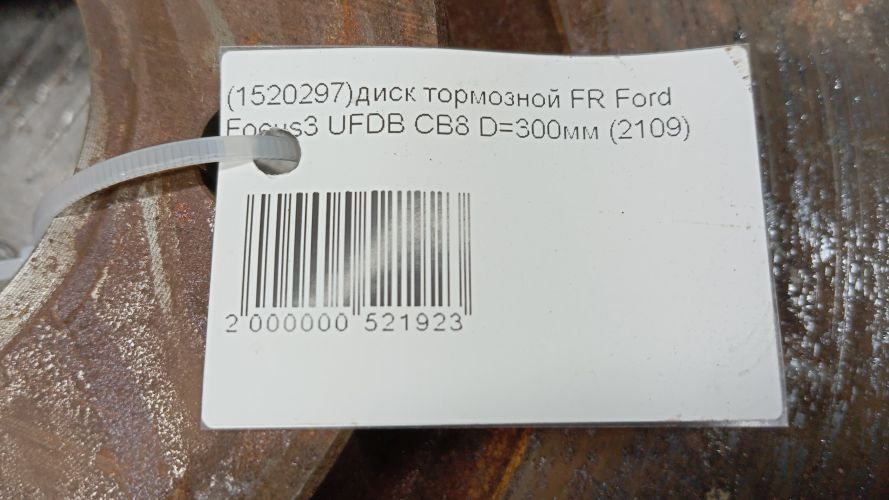 (1520297)диск тормозной FR Ford
Focus3 UFDB CB8 D=300мм (2109)
2 000000 521923